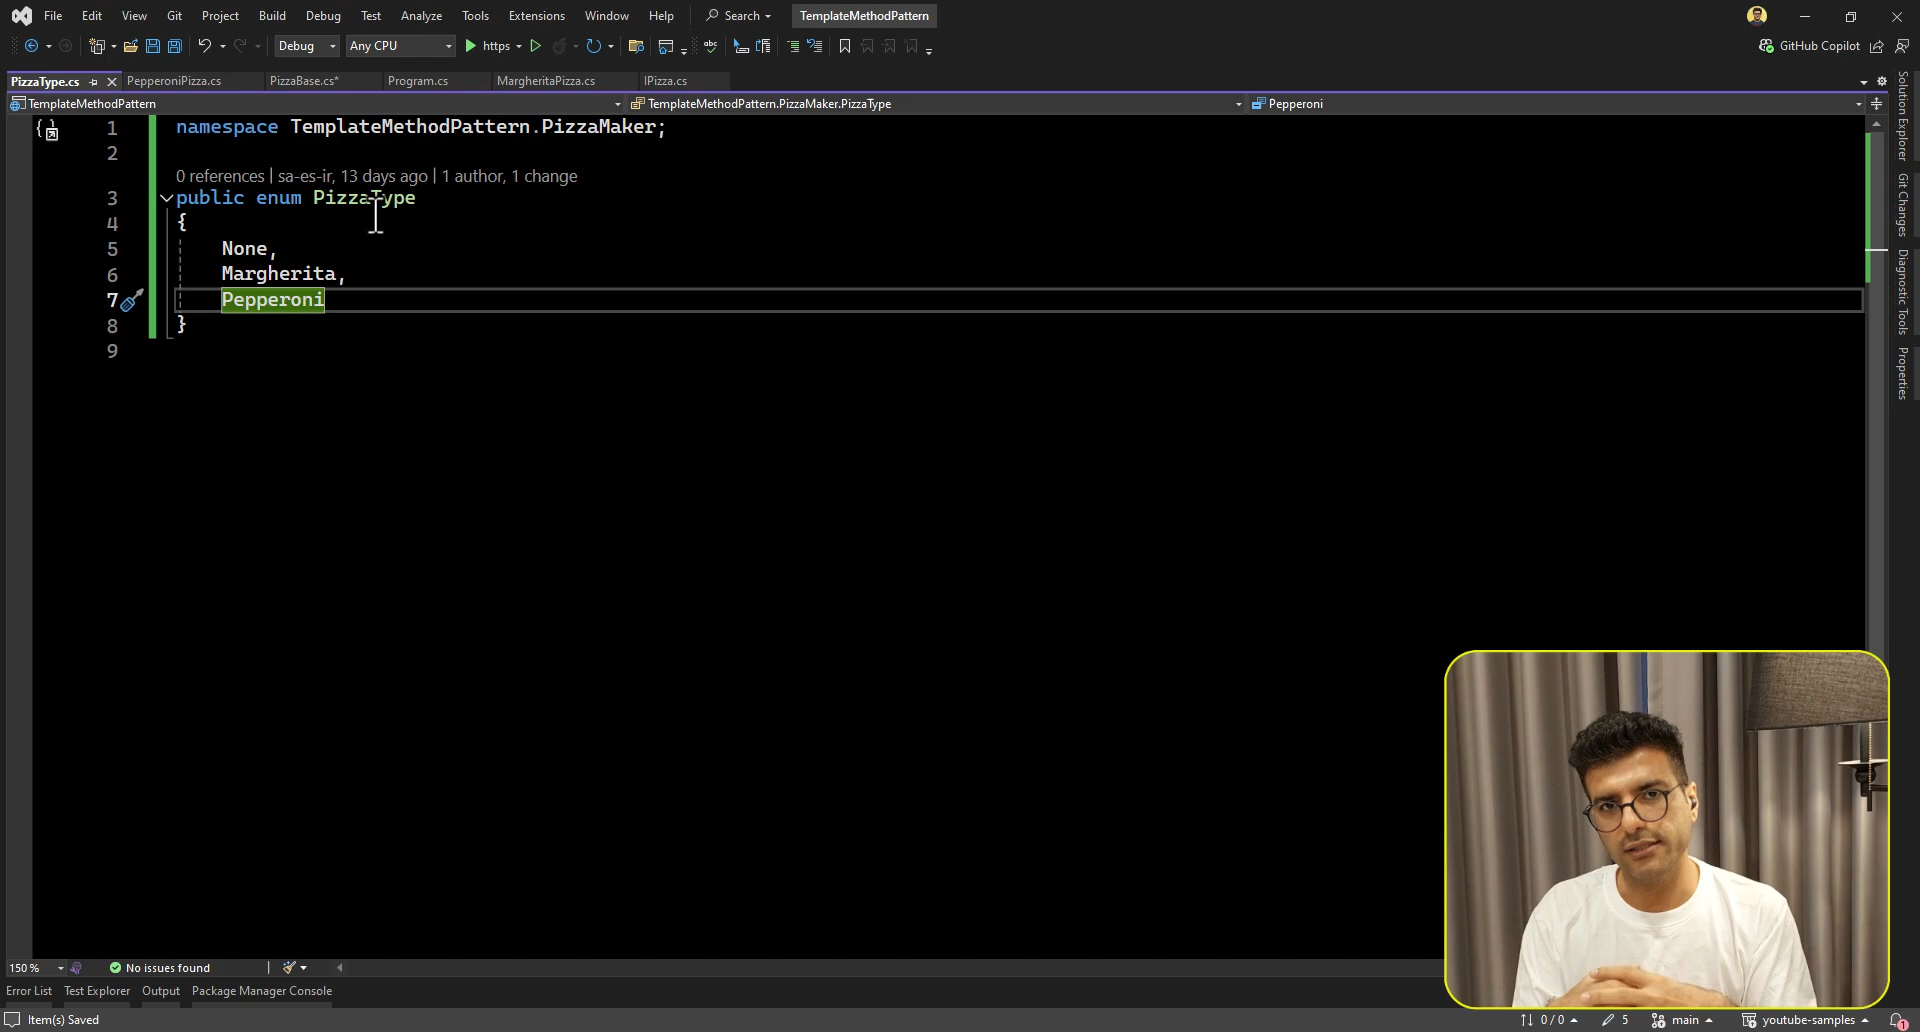 File Edit View Git Project Build Debug Test Analyze Tools Extensions Window Help Search TemplateMethodPattern
Debug Any CPU https GitHub Copilot
PizzaType.cs PepperoniPizza.cs PizzaBase.cs* Program.cs MargheritaPizza.cs IPizza.cs
TemplateMethodPattern TemplateMethodPattern.PizzaMaker.PizzaType Pepperoni
1 namespace TemplateMethodPattern.PizzaMaker;
2
0 references | sa-es-ir, 13 days ago | 1 author, 1 change
3 public enum PizzaType
4 {
5 None,
6 Margherita,
7 Pepperoni
8 }
9
Solution Explorer
Git Changes
Diagnostic Tools
Properties
150 % No issues found
Error List Test Explorer Output Package Manager Console
Item(s) Saved 0 / 0 5 main youtube-samples 1